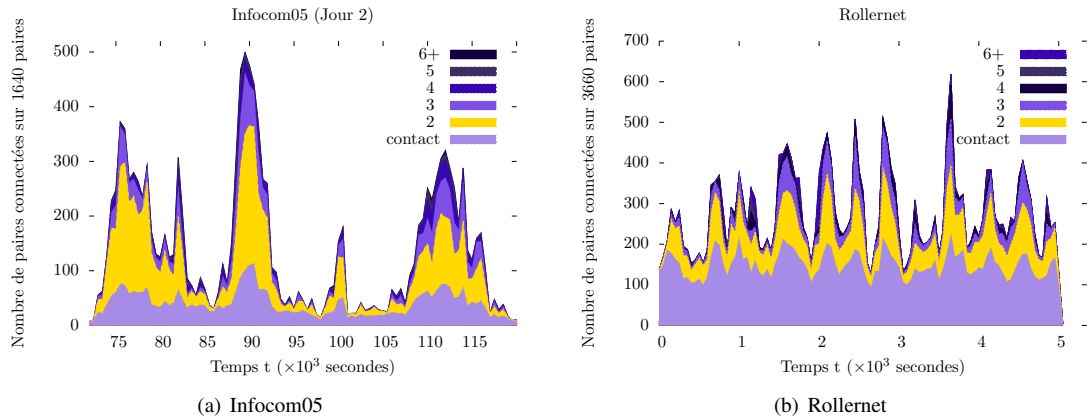 Infocom05 (Jour 2)
Nombre de paires connectées sur 1640 paires
500
400
300
200
100
0
6+
5
4
3
2
contact
75 80 85 90 95 100 105 110 115
Temps t (×10³ secondes)
(a) Infocom05
Rollernet
Nombre de paires connectées sur 3660 paires
700
600
500
400
300
200
100
0
6+
5
4
3
2
contact
0 1 2 3 4 5
Temps t (×10³ secondes)
(b) Rollernet